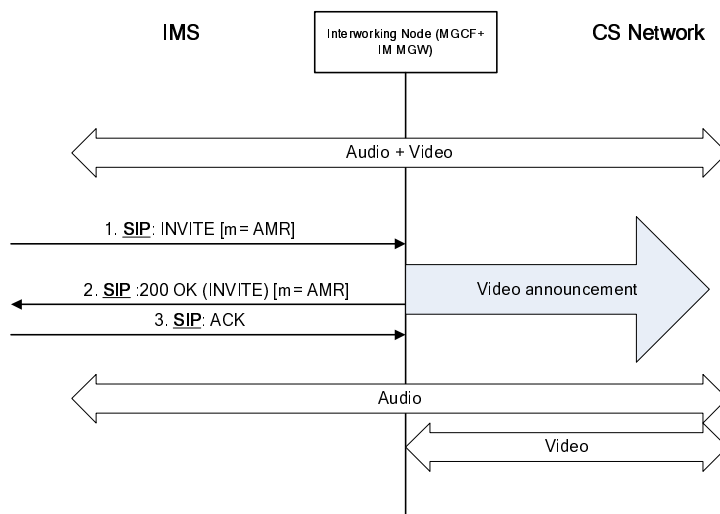 IMS
Interworking Node (MGCF+
IM MGW)
CS Network
Audio + Video
1. SIP: INVITE [m= AMR]
2. SIP :200 OK (INVITE) [m= AMR]
Video announcement
3. SIP: ACK
Audio
Video